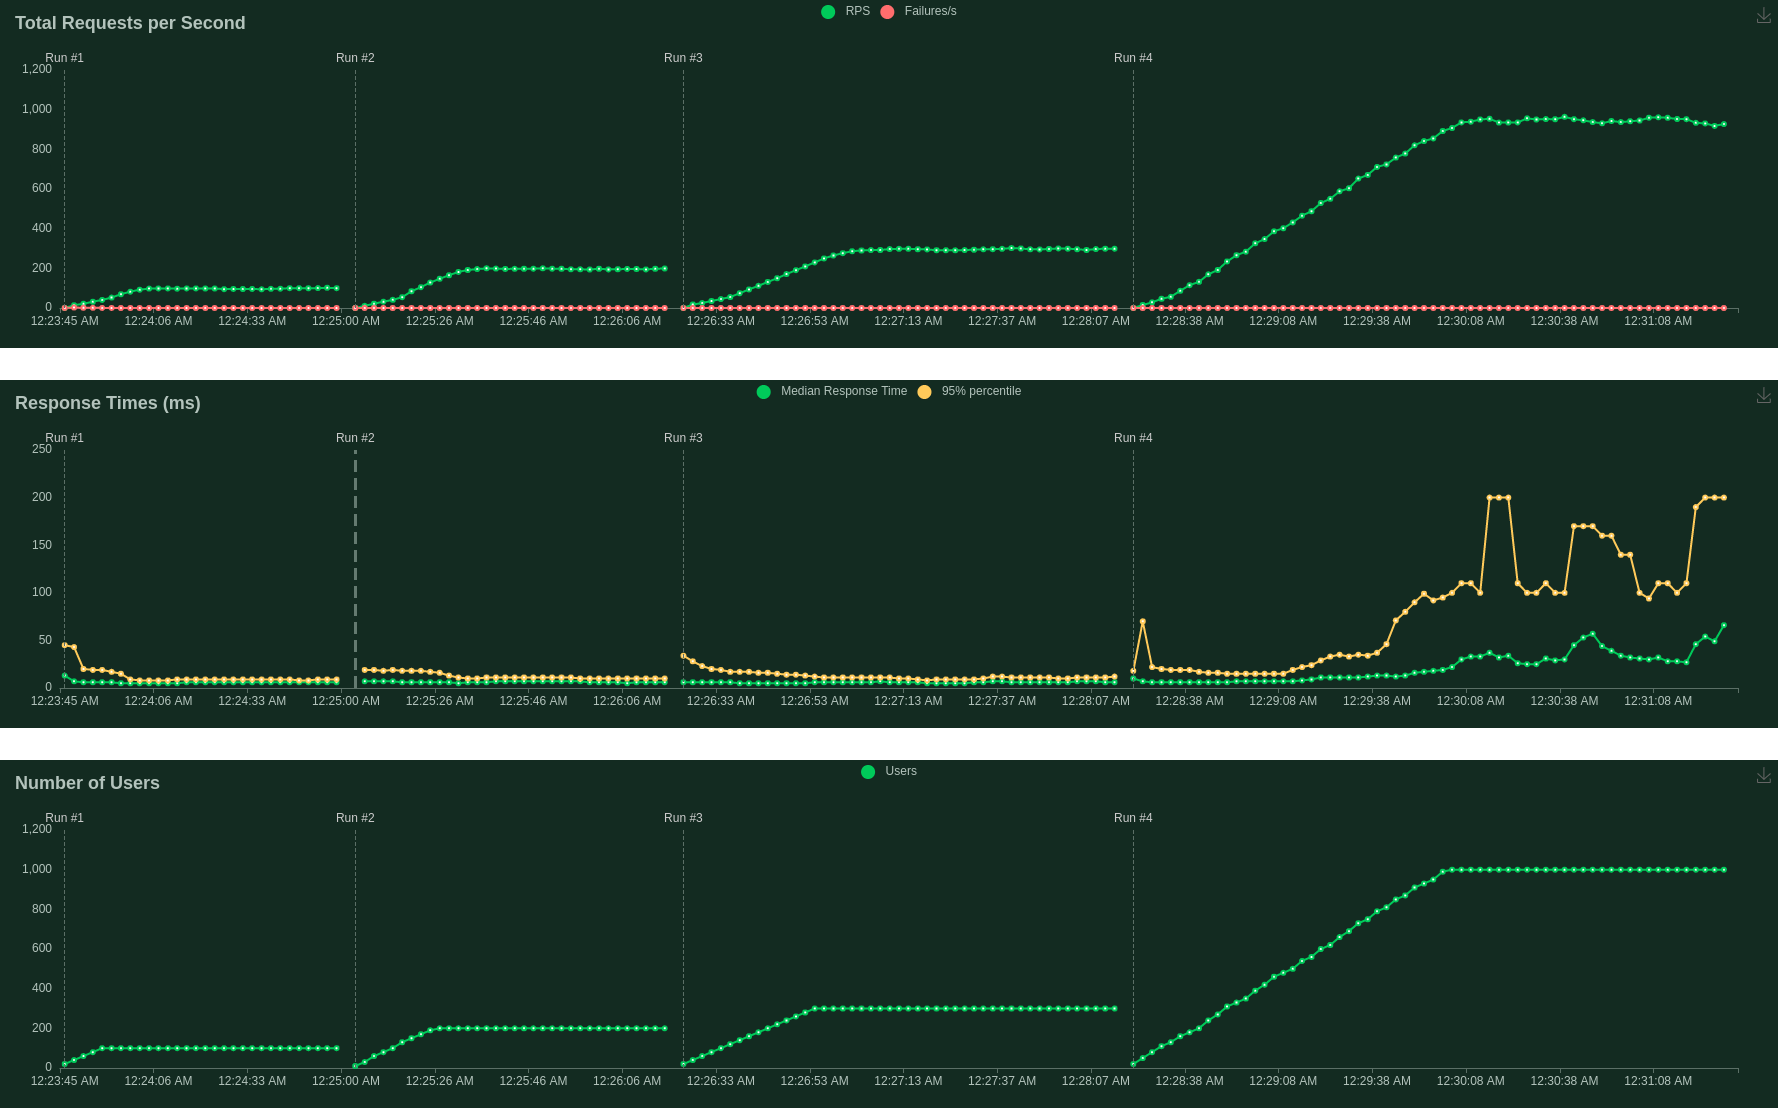 Total Requests per Second
RPS Failures/s
Run #1 Run #2 Run #3 Run #4
1,200
1,000
800
600
400
200
0
12:23:45 AM 12:24:06 AM 12:24:33 AM 12:25:00 AM 12:25:26 AM 12:25:46 AM 12:26:06 AM 12:26:33 AM 12:26:53 AM 12:27:13 AM 12:27:37 AM 12:28:07 AM 12:28:38 AM 12:29:08 AM 12:29:38 AM 12:30:08 AM 12:30:38 AM 12:31:08 AM
Response Times (ms)
Median Response Time 95% percentile
Run #1 Run #2 Run #3 Run #4
250
200
150
100
50
0
12:23:45 AM 12:24:06 AM 12:24:33 AM 12:25:00 AM 12:25:26 AM 12:25:46 AM 12:26:06 AM 12:26:33 AM 12:26:53 AM 12:27:13 AM 12:27:37 AM 12:28:07 AM 12:28:38 AM 12:29:08 AM 12:29:38 AM 12:30:08 AM 12:30:38 AM 12:31:08 AM
Number of Users
Users
Run #1 Run #2 Run #3 Run #4
1,200
1,000
800
600
400
200
0
12:23:45 AM 12:24:06 AM 12:24:33 AM 12:25:00 AM 12:25:26 AM 12:25:46 AM 12:26:06 AM 12:26:33 AM 12:26:53 AM 12:27:13 AM 12:27:37 AM 12:28:07 AM 12:28:38 AM 12:29:08 AM 12:29:38 AM 12:30:08 AM 12:30:38 AM 12:31:08 AM